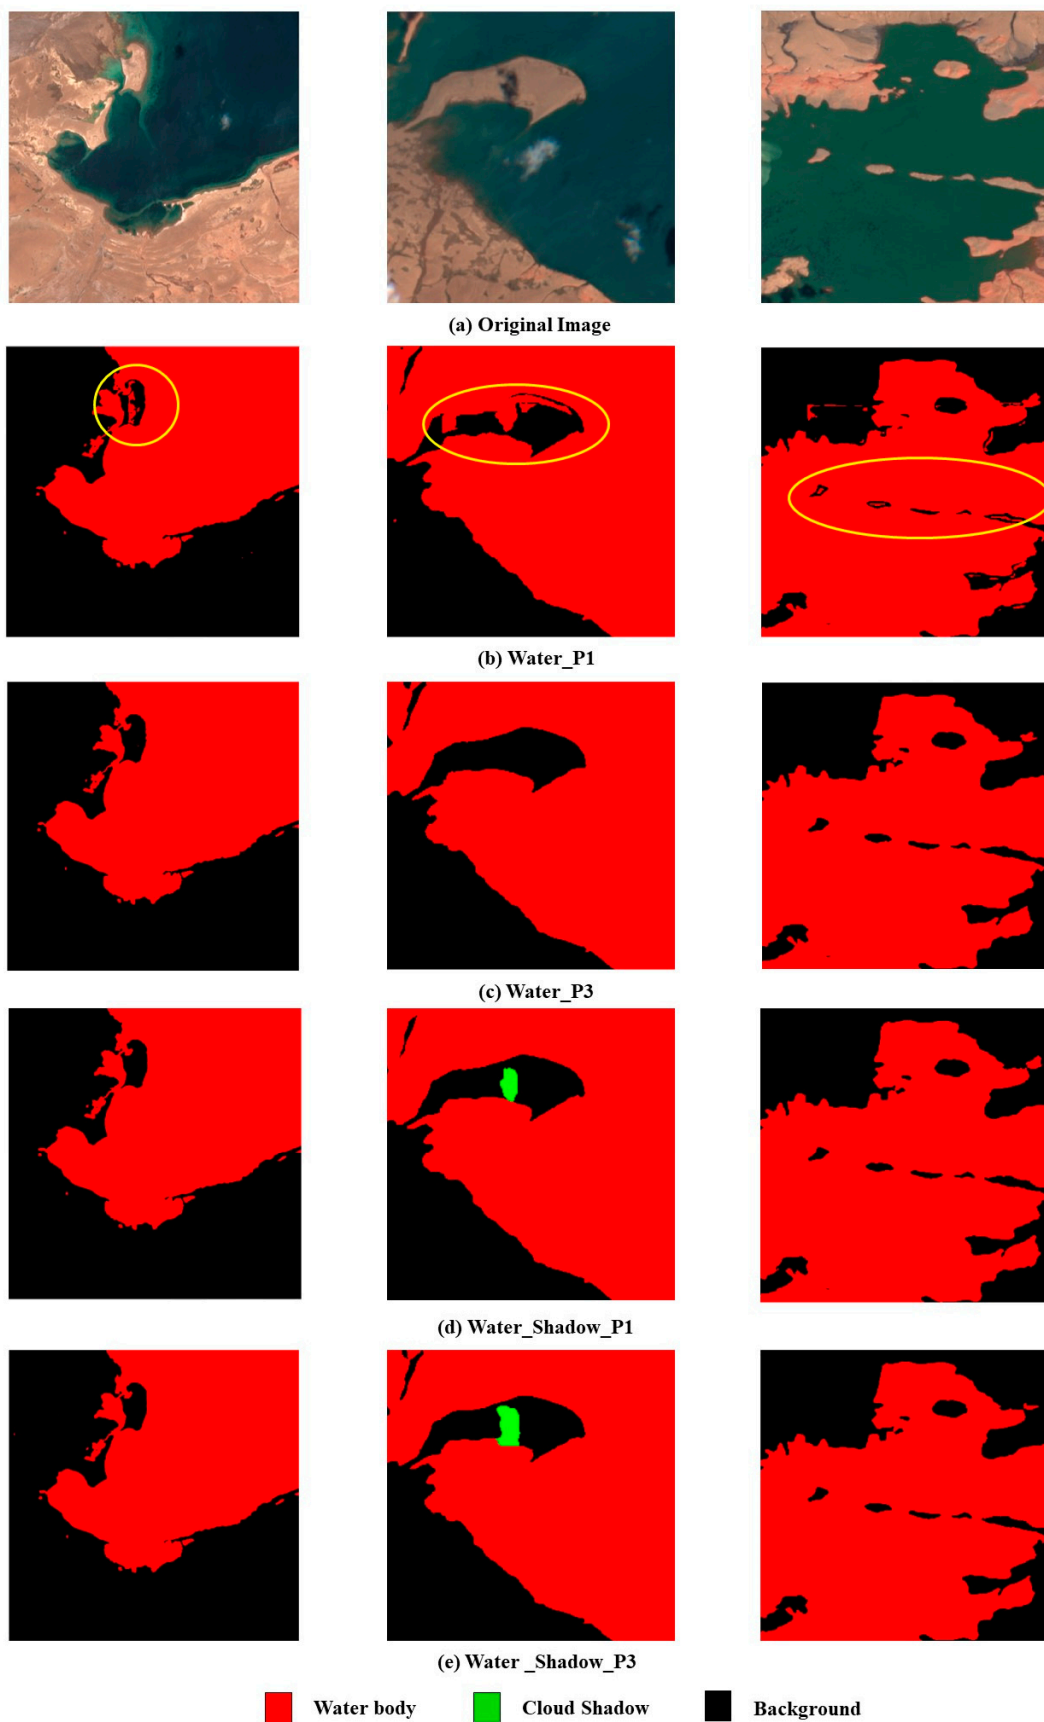 (a) Original Image
(b) Water_P1
(c) Water_P3
(d) Water_Shadow_P1
(e) Water _Shadow_P3
Water body Cloud Shadow Background